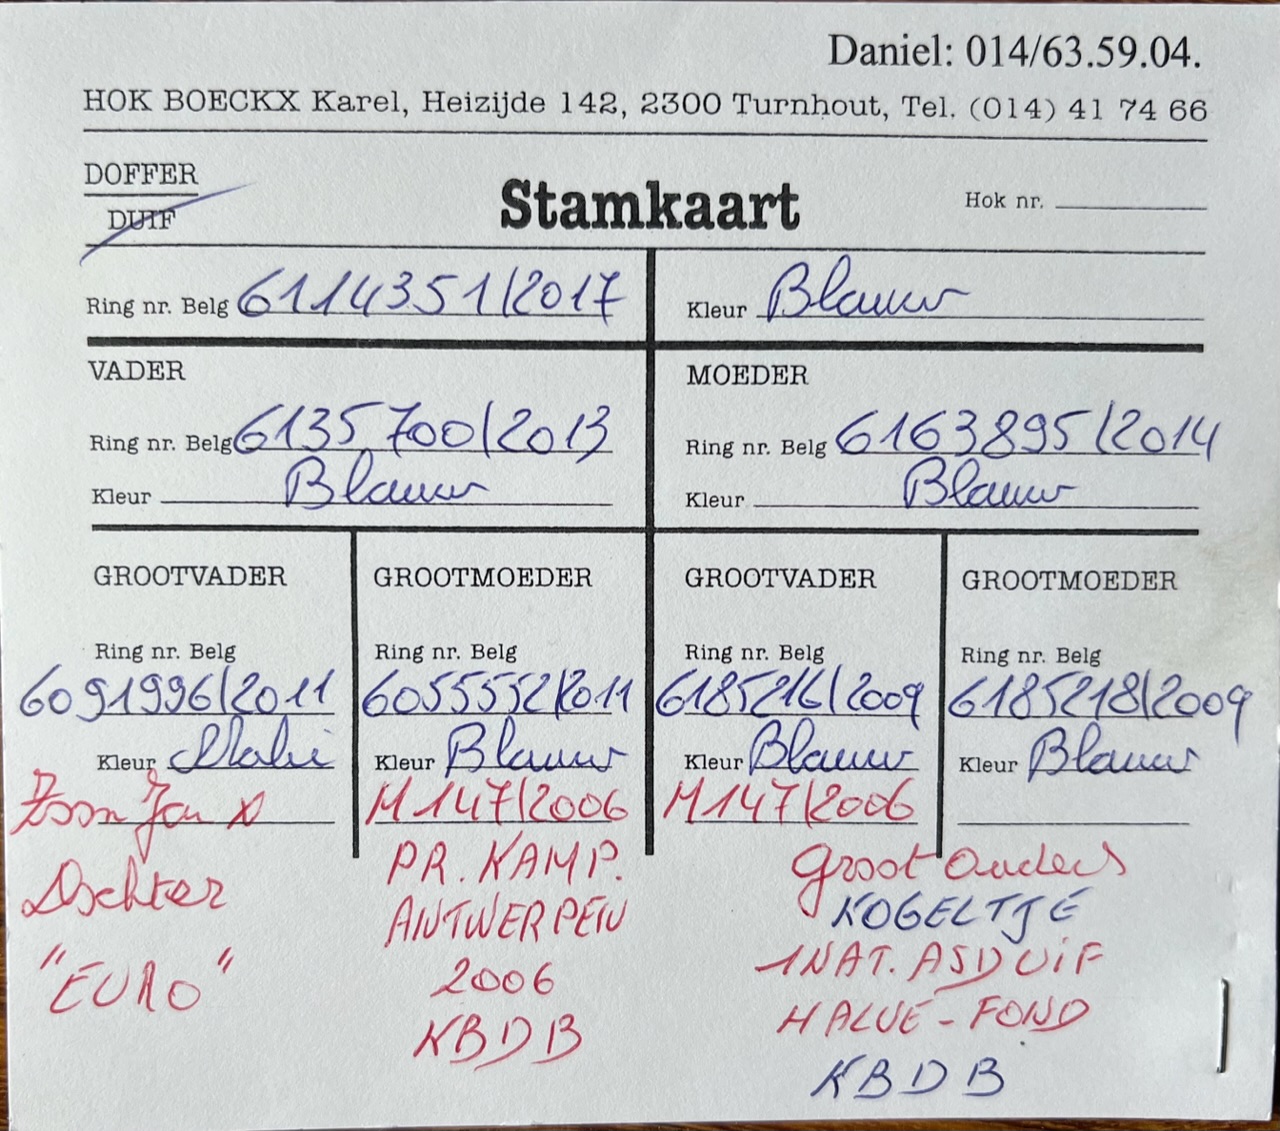 Daniel: 014/63.59.04.
HOK BOECKX Karel, Heizijde 142, 2300 Turnhout, Tel. (014) 41 74 66
DOFFER
DUIF
Stamkaart
Hok nr.
Ring nr. Belg 6114351/2017
Kleur Blauw
VADER
Ring nr. Belg 6135700/2013
Kleur Blauw
MOEDER
Ring nr. Belg 6163895/2014
Kleur Blauw
GROOTVADER
Ring nr. Belg
6091996/2011
Kleur
Zoon Jan x
Dochter
"EURO"
GROOTMOEDER
Ring nr. Belg
6055552/2011
Kleur Blauw
M147/2006
PR. KAMP.
ANTWERPEN
2006
KBDB
GROOTVADER
Ring nr. Belg
6185216/2009
Kleur Blauw
M147/2006
GROOTMOEDER
Ring nr. Belg
6185218/2009
Kleur Blauw
Grootouders
KOGELTJE
1NAT. ASDUIF
HALVE-FOND
KBDB